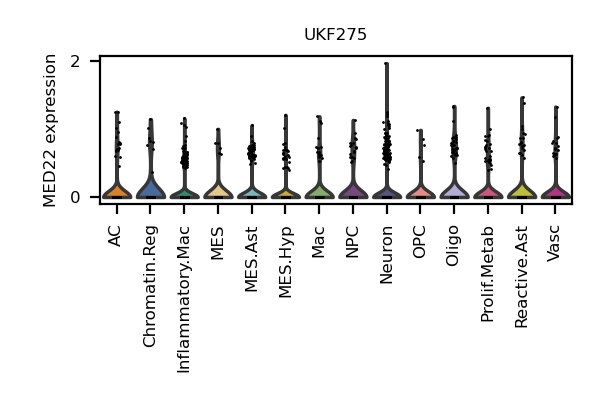 UKF275
MED22 expression
2
0
AC
Chromatin.Reg
Inflammatory.Mac
MES
MES.Ast
MES.Hyp
Mac
NPC
Neuron
OPC
Oligo
Prolif.Metab
Reactive.Ast
Vasc